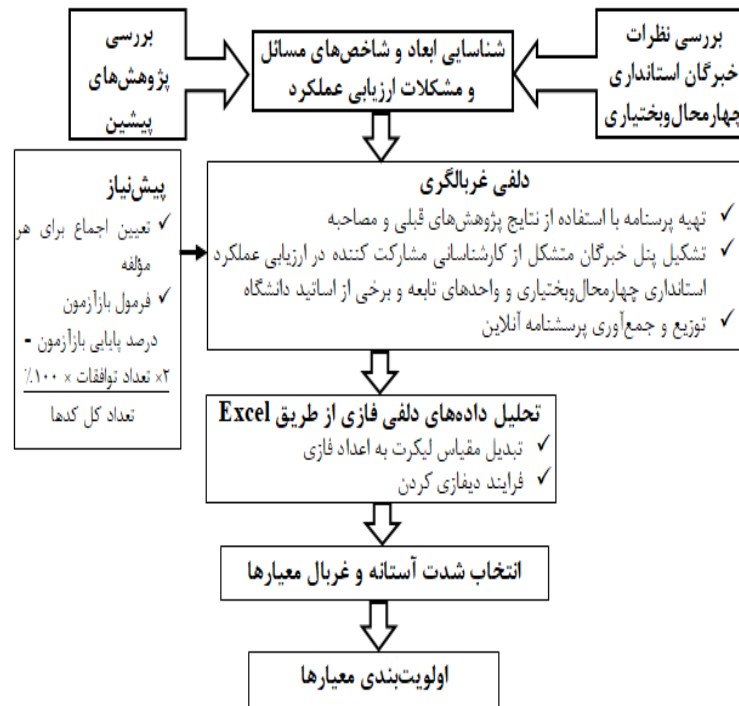 بررسی نظرات
خبرگان استانداری
چهارمحال‌وبختیاری
شناسایی ابعاد و شاخص‌های مسائل
و مشکلات ارزیابی عملکرد
بررسی
پژوهش‌های
پیشین
دلفی غربالگری
✓ تهیه پرسنامه با استفاده از نتایج پژوهش‌های قبلی و مصاحبه
✓ تشکیل پنل خبرگان متشکل از کارشناسانی مشارکت کننده در ارزیابی عملکرد
استانداری چهارمحال‌وبختیاری و واحدهای تابعه و برخی از اساتید دانشگاه
✓ توزیع و جمع‌آوری پرسشنامه آنلاین
پیش‌نیاز
✓ تعیین اجماع برای هر
مؤلفه
✓ فرمول بازآزمون
درصد پایایی بازآزمون =
۲× تعداد توافقات × ۱۰۰٪
تعداد کل کدها
تحلیل داده‌های دلفی فازی از طریق Excel
✓ تبدیل مقیاس لیکرت به اعداد فازی
✓ فرایند دیفازی کردن
انتخاب شدت آستانه و غربال معیارها
اولویت‌بندی معیارها